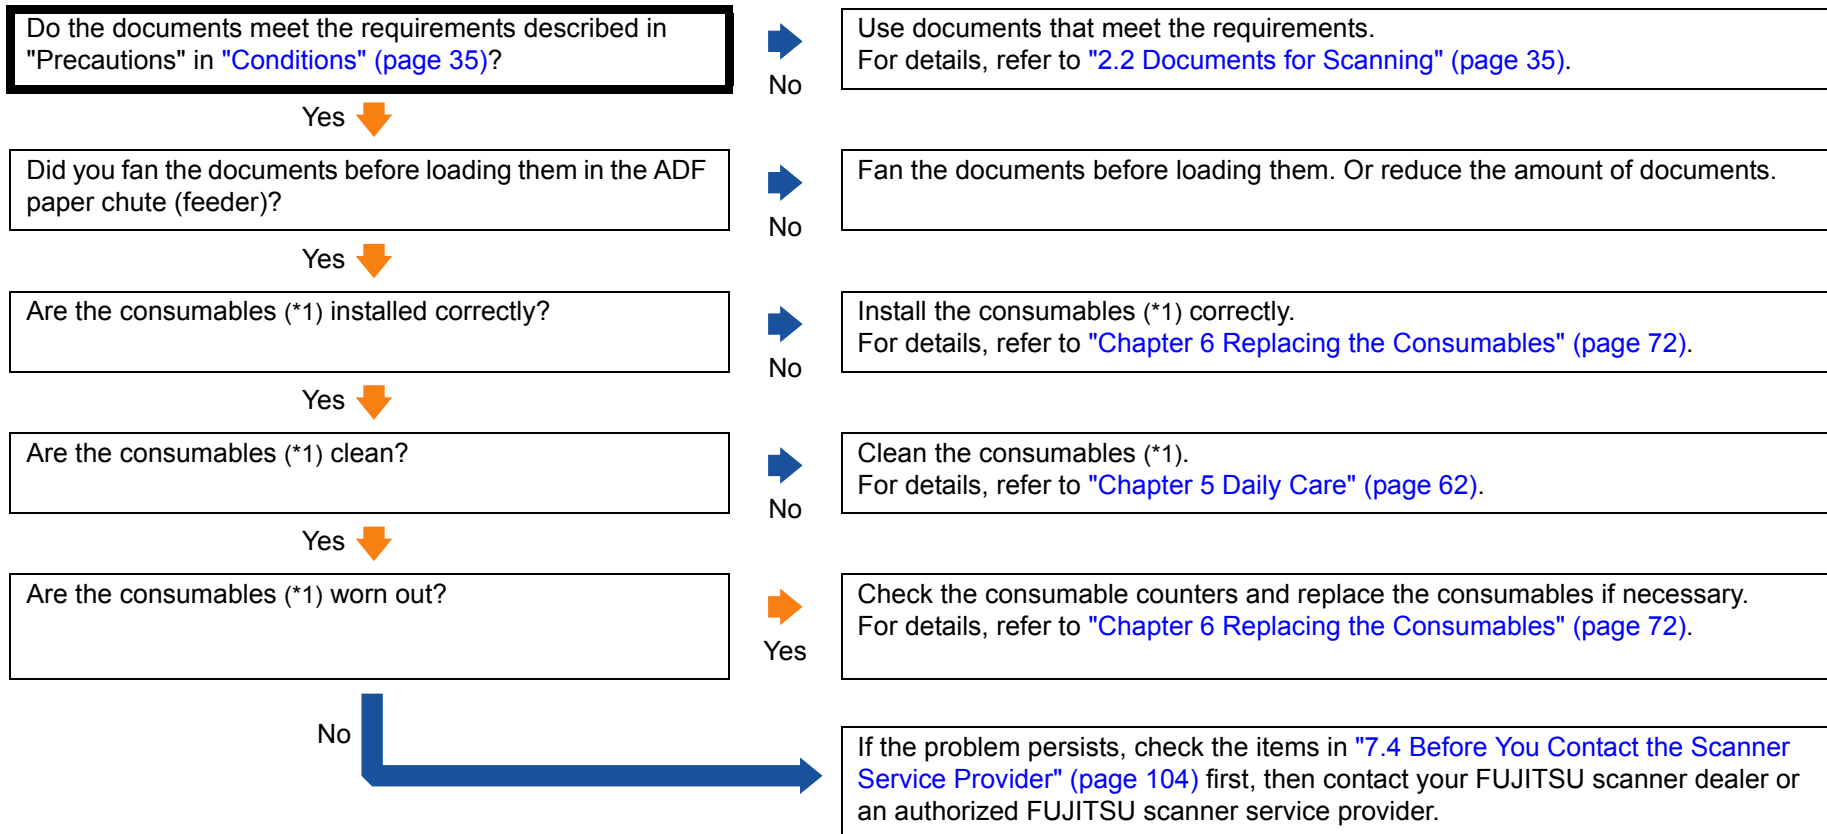 Do the documents meet the requirements described in
"Precautions" in "Conditions" (page 35)?
No
Use documents that meet the requirements.
For details, refer to "2.2 Documents for Scanning" (page 35).
Yes
Did you fan the documents before loading them in the ADF
paper chute (feeder)?
No
Fan the documents before loading them. Or reduce the amount of documents.
Yes
Are the consumables (*1) installed correctly?
No
Install the consumables (*1) correctly.
For details, refer to "Chapter 6 Replacing the Consumables" (page 72).
Yes
Are the consumables (*1) clean?
No
Clean the consumables (*1).
For details, refer to "Chapter 5 Daily Care" (page 62).
Yes
Are the consumables (*1) worn out?
Yes
Check the consumable counters and replace the consumables if necessary.
For details, refer to "Chapter 6 Replacing the Consumables" (page 72).
No
If the problem persists, check the items in "7.4 Before You Contact the Scanner
Service Provider" (page 104) first, then contact your FUJITSU scanner dealer or
an authorized FUJITSU scanner service provider.